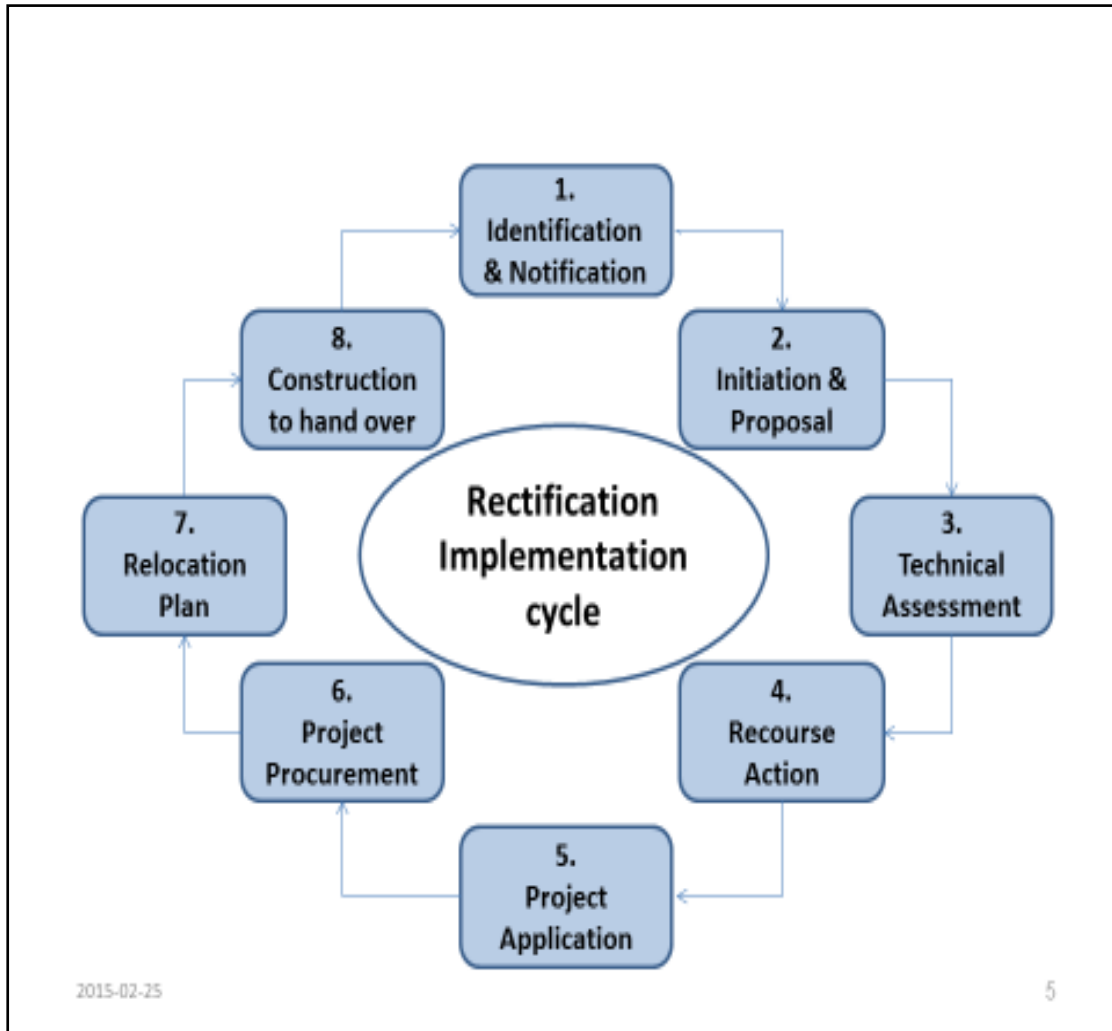 1.
Identification
& Notification
2.
Initiation &
Proposal
3.
Technical
Assessment
4.
Recourse
Action
5.
Project
Application
6.
Project
Procurement
7.
Relocation
Plan
8.
Construction
to hand over
Rectification
Implementation
cycle
2015-02-25
5